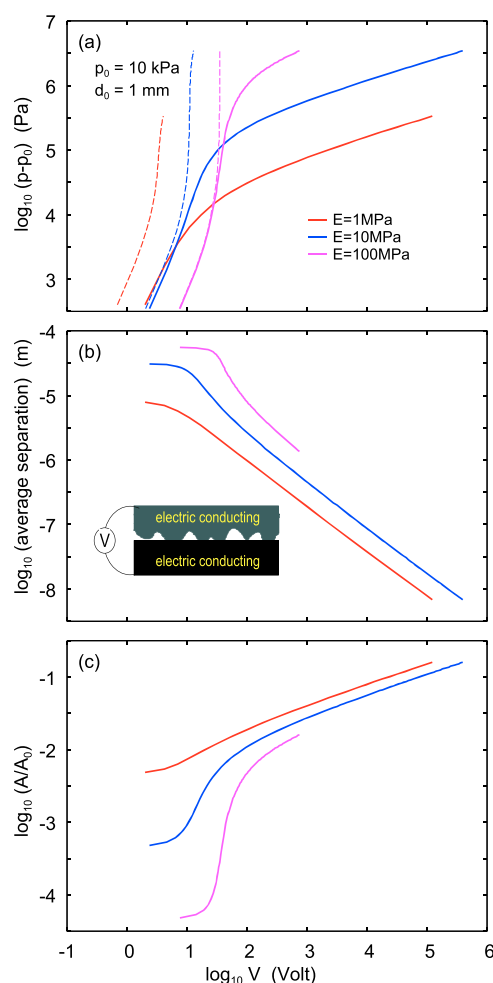 (a)
p₀ = 10 kPa
d₀ = 1 mm
E=1MPa
E=10MPa
E=100MPa
log₁₀ (p-p₀) (Pa)
7
6
5
4
3
(b)
electric conducting
V
electric conducting
log₁₀ (average separation) (m)
-4
-5
-6
-7
-8
(c)
log₁₀ (A/A₀)
-1
-2
-3
-4
-1 0 1 2 3 4 5 6
log₁₀ V (Volt)